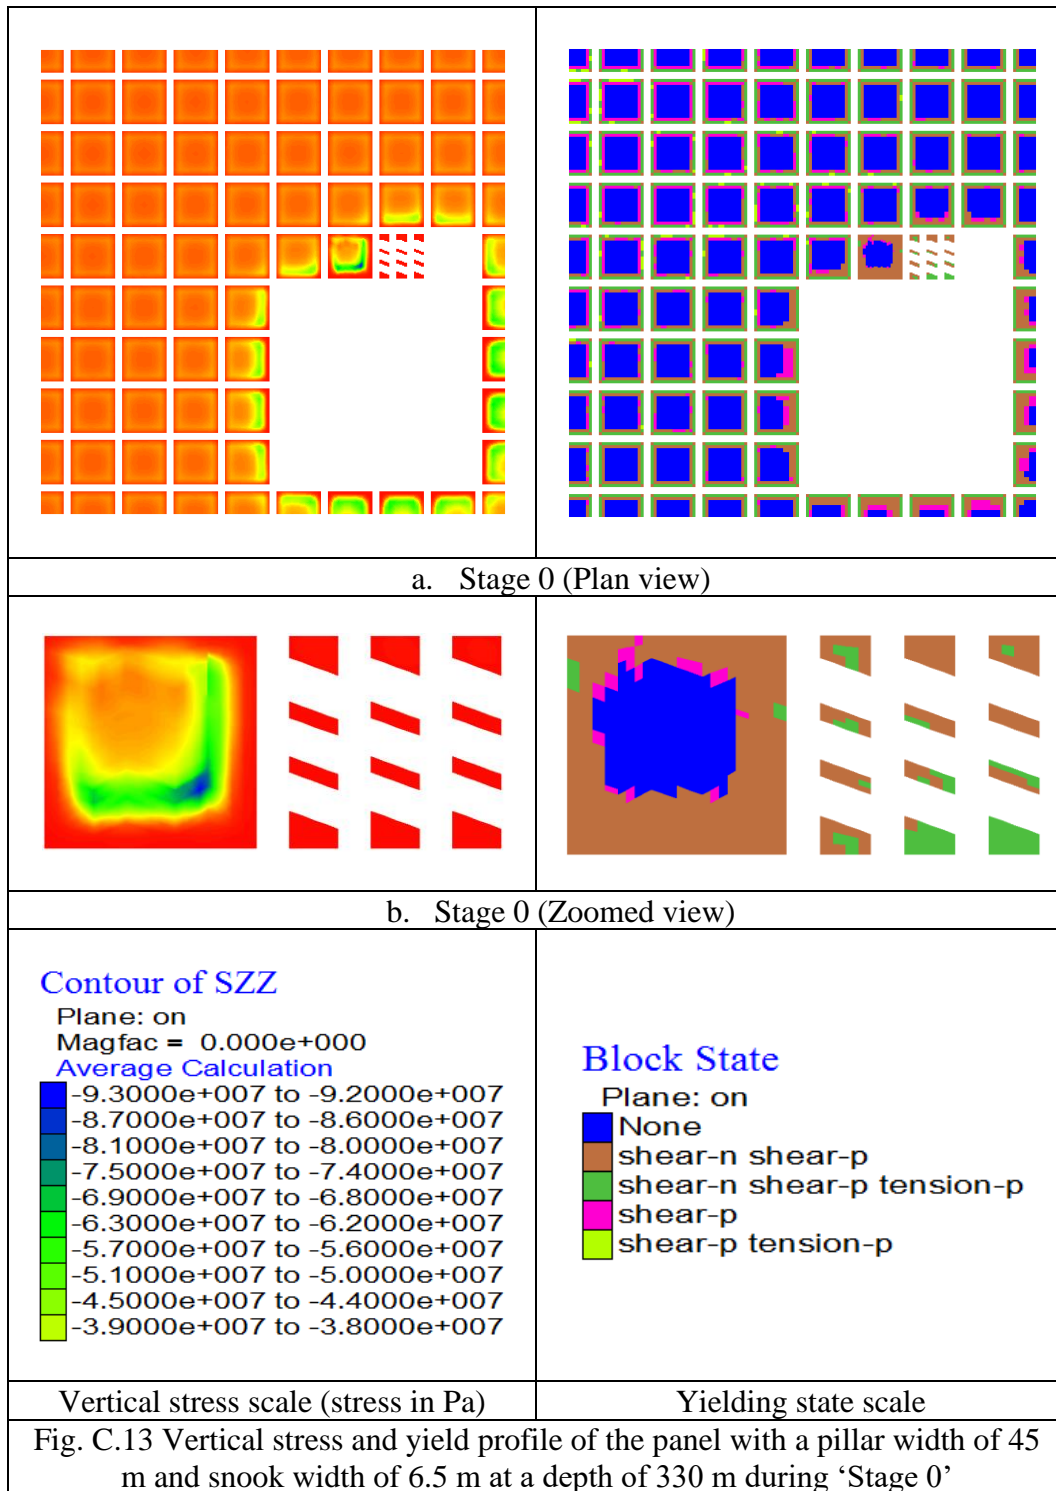 a. Stage 0 (Plan view)
b. Stage 0 (Zoomed view)
Contour of SZZ
Plane: on
Magfac = 0.000e+000
Average Calculation
-9.3000e+007 to -9.2000e+007
-8.7000e+007 to -8.6000e+007
-8.1000e+007 to -8.0000e+007
-7.5000e+007 to -7.4000e+007
-6.9000e+007 to -6.8000e+007
-6.3000e+007 to -6.2000e+007
-5.7000e+007 to -5.6000e+007
-5.1000e+007 to -5.0000e+007
-4.5000e+007 to -4.4000e+007
-3.9000e+007 to -3.8000e+007
Block State
Plane: on
None
shear-n shear-p
shear-n shear-p tension-p
shear-p
shear-p tension-p
Vertical stress scale (stress in Pa)
Yielding state scale
Fig. C.13 Vertical stress and yield profile of the panel with a pillar width of 45
m and snook width of 6.5 m at a depth of 330 m during ‘Stage 0’